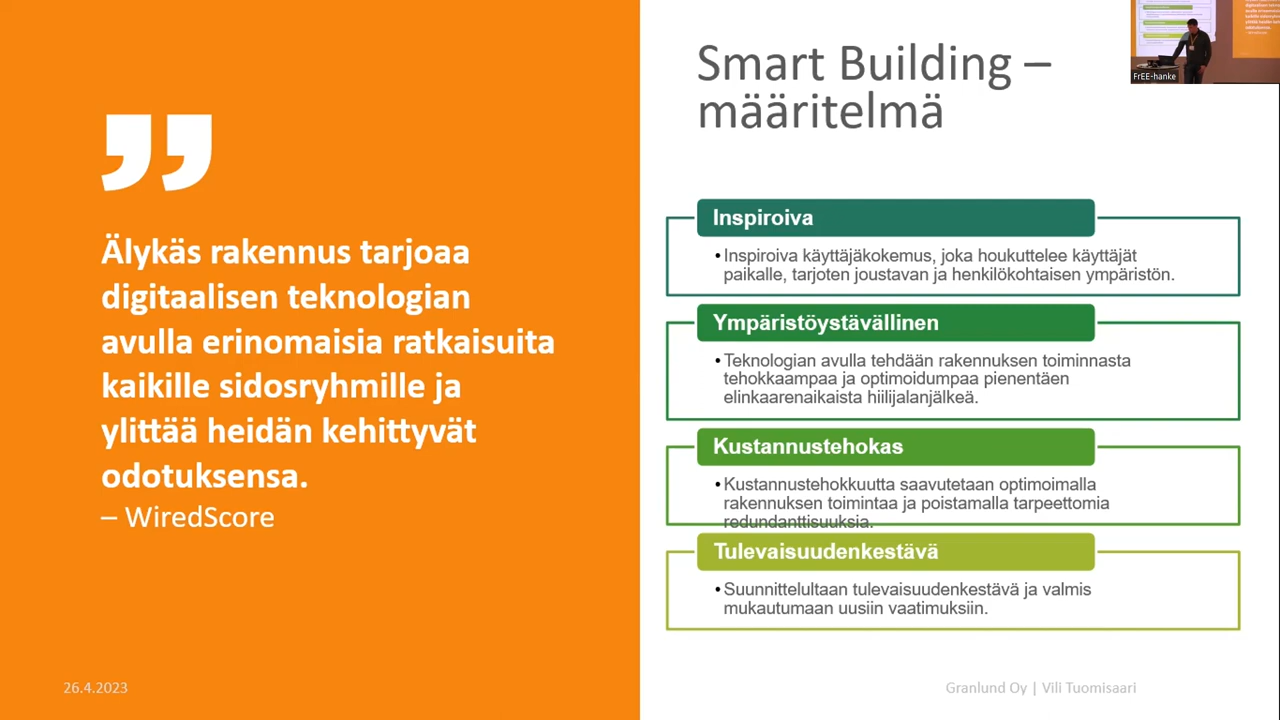 Älykäs rakennus tarjoaa
digitaalisen teknologian
avulla erinomaisia ratkaisuita
kaikille sidosryhmille ja
ylittää heidän kehittyvät
odotuksensa.
– WiredScore
26.4.2023
Smart Building –
määritelmä
Inspiroiva
•Inspiroiva käyttäjäkokemus, joka houkuttelee käyttäjät
paikalle, tarjoten joustavan ja henkilökohtaisen ympäristön.
Ympäristöystävällinen
•Teknologian avulla tehdään rakennuksen toiminnasta
tehokkaampaa ja optimoidumpaa pienentäen
elinkaarenaikaista hiilijalanjälkeä.
Kustannustehokas
•Kustannustehokkuutta saavutetaan optimoimalla
rakennuksen toimintaa ja poistamalla tarpeettomia
redundanttisuuksia.
Tulevaisuudenkestävä
•Suunnittelultaan tulevaisuudenkestävä ja valmis
mukautumaan uusiin vaatimuksiin.
Granlund Oy | Vili Tuomisaari
FrEE-hanke